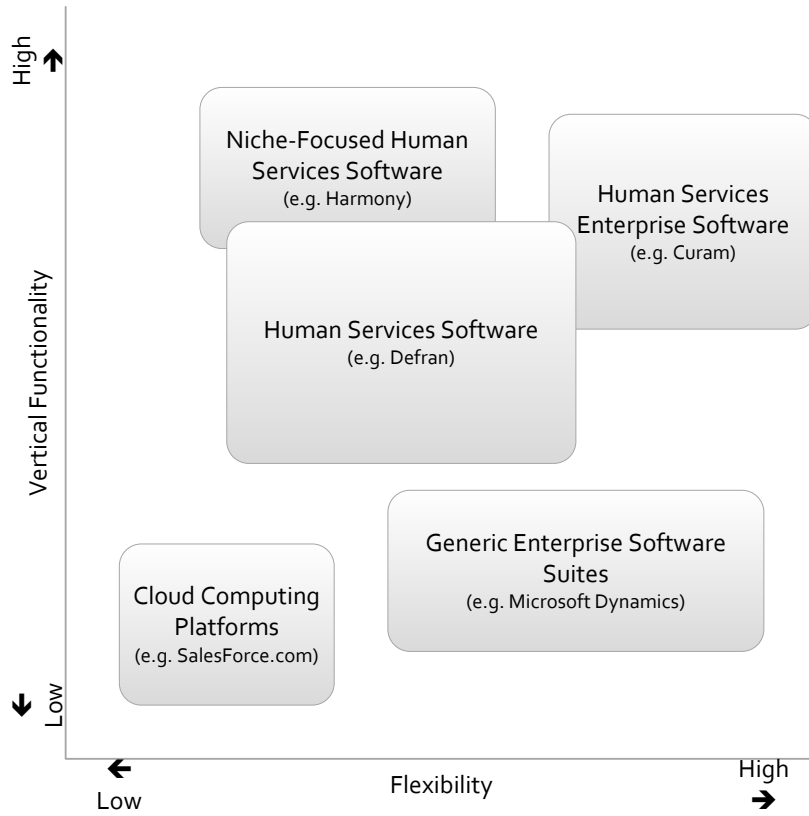 High
Niche-Focused Human
Services Software
(e.g. Harmony)
Human Services
Enterprise Software
(e.g. Curam)
Human Services Software
(e.g. Defran)
Vertical Functionality
Generic Enterprise Software
Suites
(e.g. Microsoft Dynamics)
Cloud Computing
Platforms
(e.g. SalesForce.com)
Low
Low
Flexibility
High